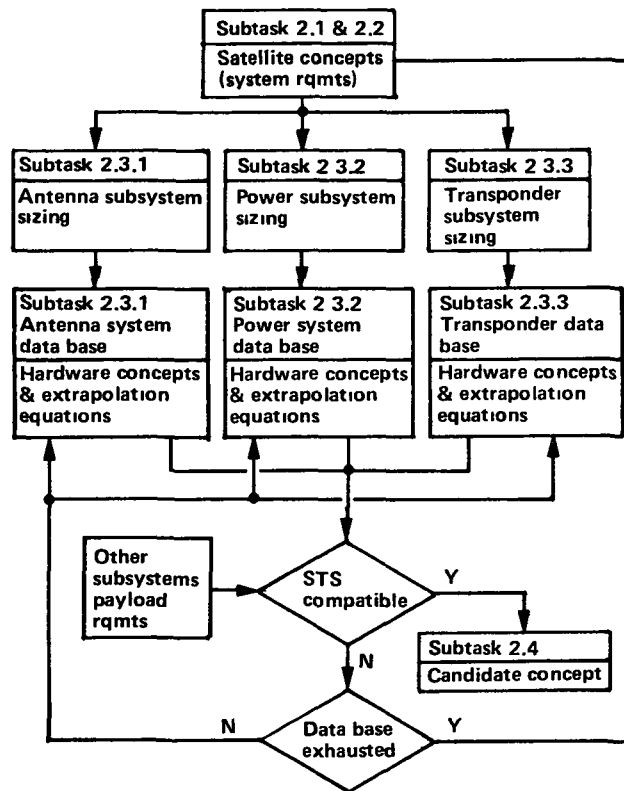 Subtask 2.1 & 2.2
Satellite concepts
(system rqmts)
Subtask 2.3.1
Antenna subsystem
sizing
Subtask 2 3.2
Power subsystem
sizing
Subtask 2 3.3
Transponder
subsystem
sizing
Subtask 2.3.1
Antenna system
data base
Hardware concepts
& extrapolation
equations
Subtask 2 3.2
Power system
data base
Hardware concepts
& extrapolation
equations
Subtask 2.3.3
Transponder data
base
Hardware concepts
& extrapolation
equations
Other
subsystems
payload
rqmts
STS
compatible
Y
Subtask 2.4
Candidate concept
N
N
Data base
exhausted
Y